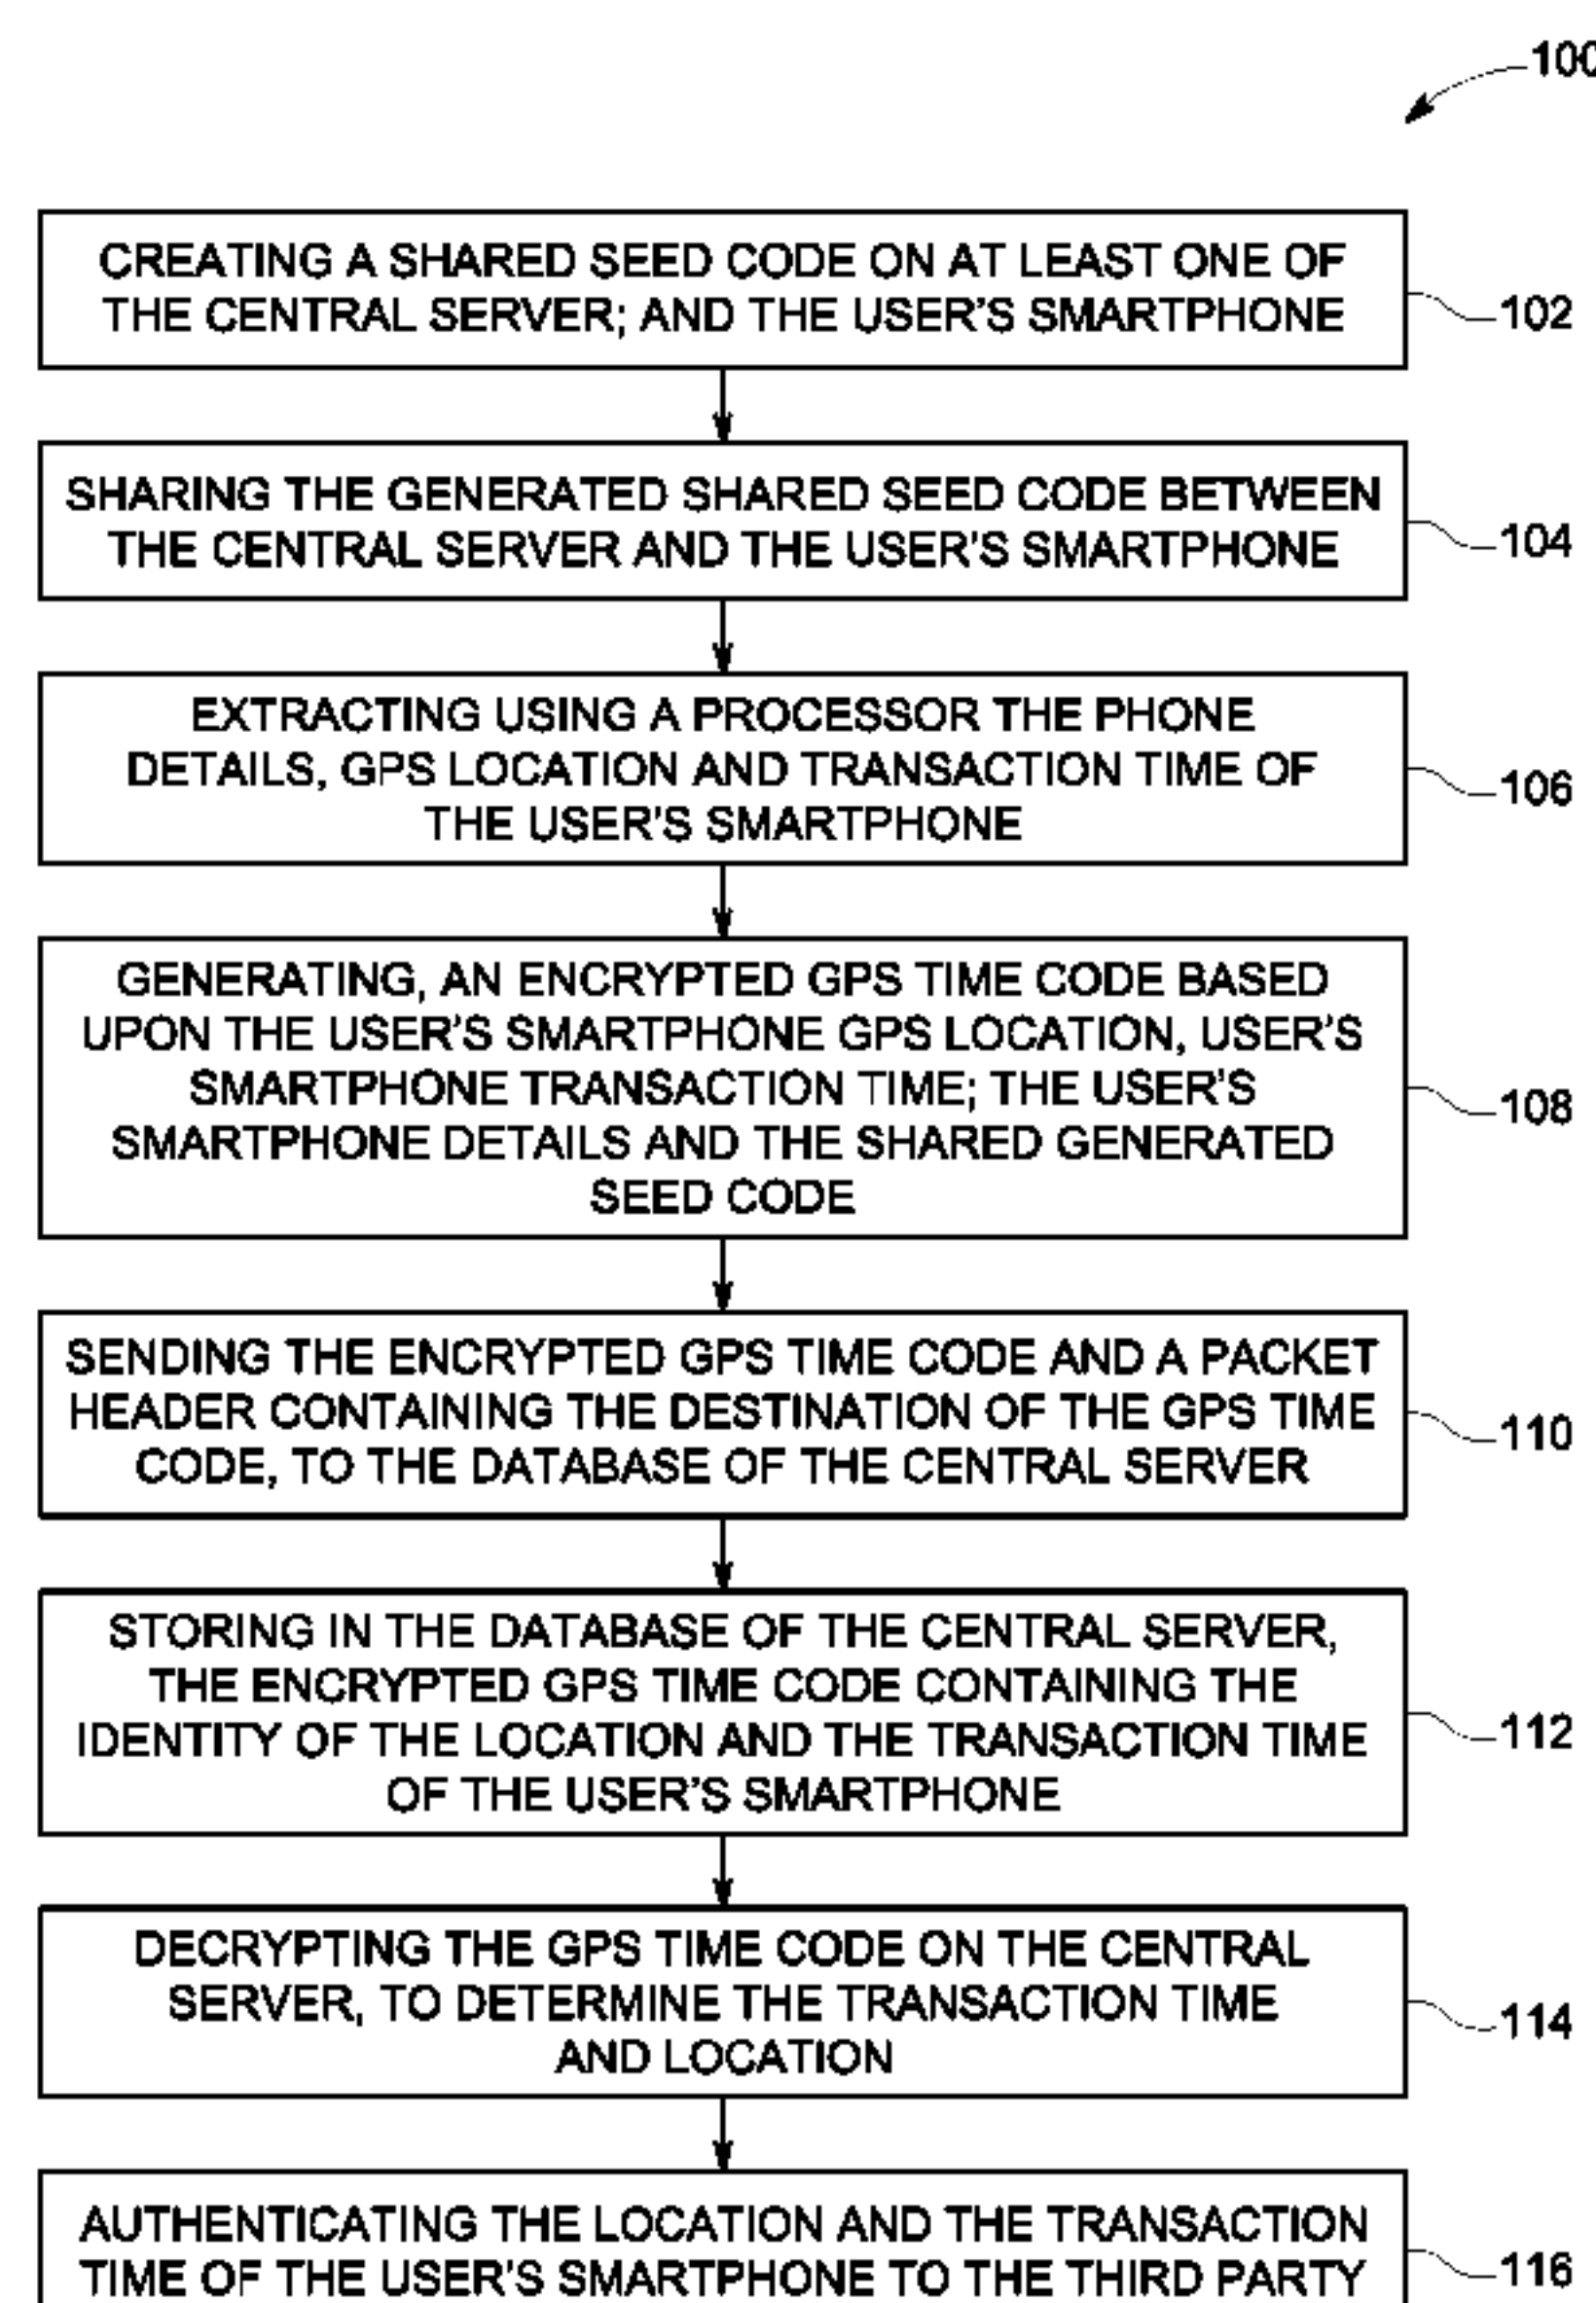 100
CREATING A SHARED SEED CODE ON AT LEAST ONE OF
THE CENTRAL SERVER; AND THE USER'S SMARTPHONE
102
SHARING THE GENERATED SHARED SEED CODE BETWEEN
THE CENTRAL SERVER AND THE USER'S SMARTPHONE
104
EXTRACTING USING A PROCESSOR THE PHONE
DETAILS, GPS LOCATION AND TRANSACTION TIME OF
THE USER'S SMARTPHONE
106
GENERATING, AN ENCRYPTED GPS TIME CODE BASED
UPON THE USER'S SMARTPHONE GPS LOCATION, USER'S
SMARTPHONE TRANSACTION TIME; THE USER'S
SMARTPHONE DETAILS AND THE SHARED GENERATED
SEED CODE
108
SENDING THE ENCRYPTED GPS TIME CODE AND A PACKET
HEADER CONTAINING THE DESTINATION OF THE GPS TIME
CODE, TO THE DATABASE OF THE CENTRAL SERVER
110
STORING IN THE DATABASE OF THE CENTRAL SERVER,
THE ENCRYPTED GPS TIME CODE CONTAINING THE
IDENTITY OF THE LOCATION AND THE TRANSACTION TIME
OF THE USER'S SMARTPHONE
112
DECRYPTING THE GPS TIME CODE ON THE CENTRAL
SERVER, TO DETERMINE THE TRANSACTION TIME
AND LOCATION
114
AUTHENTICATING THE LOCATION AND THE TRANSACTION
TIME OF THE USER'S SMARTPHONE TO THE THIRD PARTY
116